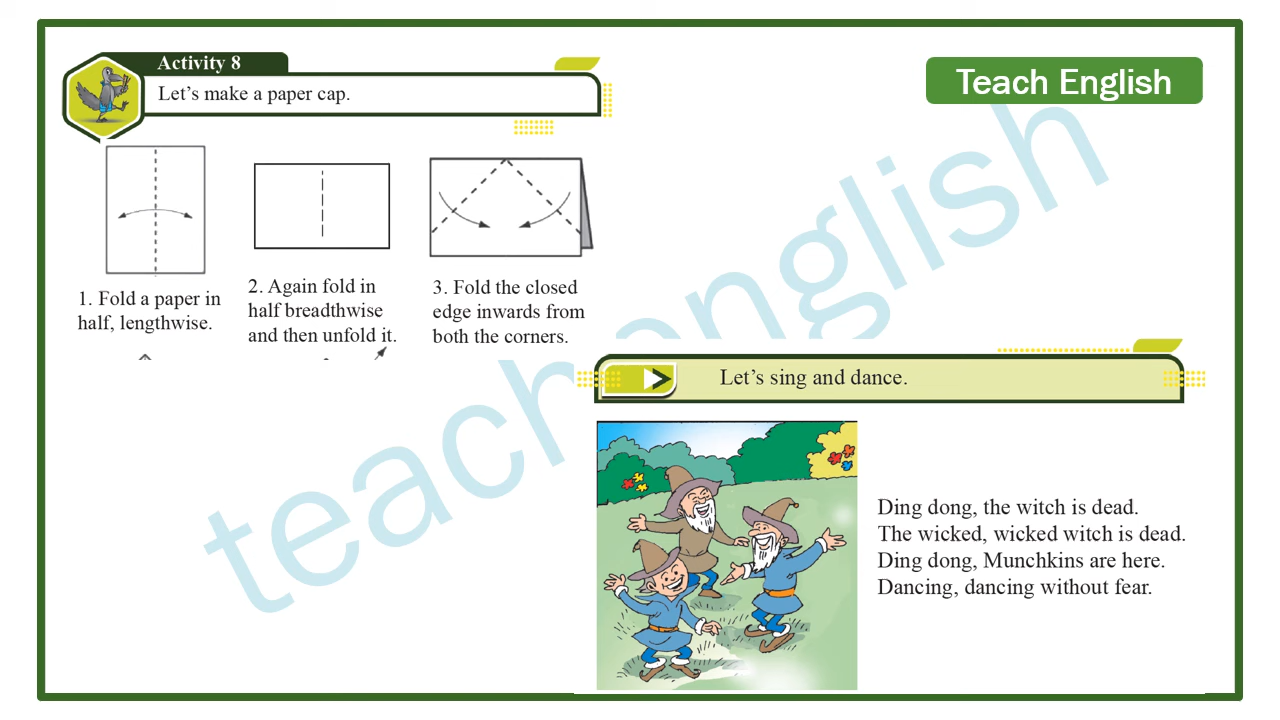 Activity 8
Let's make a paper cap.
Teach English
1. Fold a paper in
half, lengthwise.
2. Again fold in
half breadthwise
and then unfold it.
3. Fold the closed
edge inwards from
both the corners.
teachenglish
Let's sing and dance.
Ding dong, the witch is dead.
The wicked, wicked witch is dead.
Ding dong, Munchkins are here.
Dancing, dancing without fear.